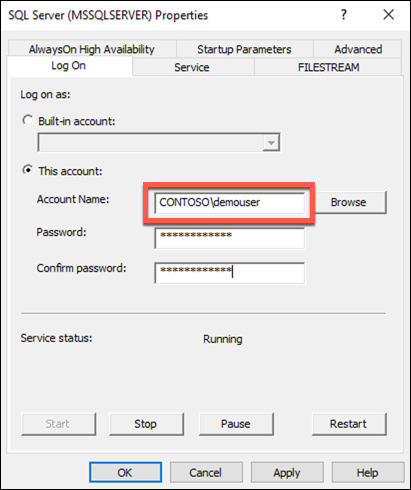 SQL Server (MSSQLSERVER) Properties ? ×
AlwaysOn High Availability Startup Parameters Advanced
Log On Service FILESTREAM
Log on as:
Built-in account:
This account:
Account Name: CONTOSO\demouser Browse
Password: ************
Confirm password: ************
Service status: Running
Start Stop Pause Restart
OK Cancel Apply Help